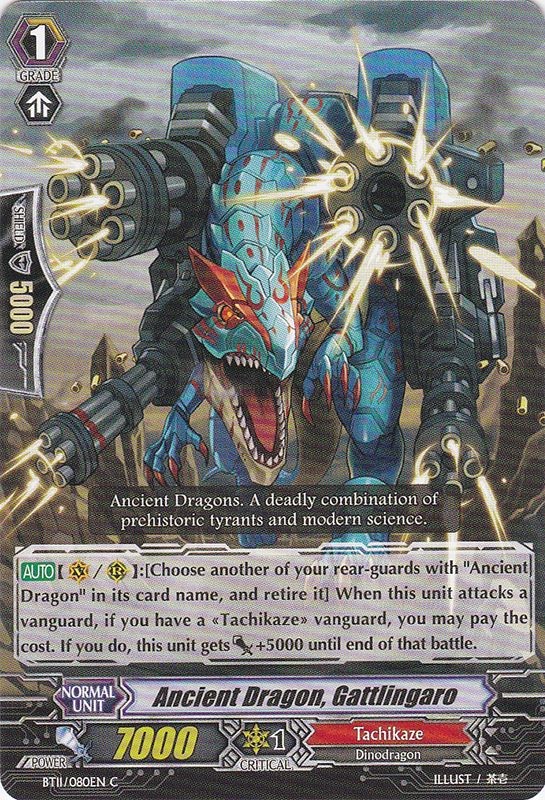 1
GRADE
SHIELD
5000
Ancient Dragons. A deadly combination of
prehistoric tyrants and modern science.
AUTO【 V / R 】:[Choose another of your rear-guards with "Ancient
Dragon" in its card name, and retire it] When this unit attacks a
vanguard, if you have a «Tachikaze» vanguard, you may pay the
cost. If you do, this unit gets +5000 until end of that battle.
NORMAL
UNIT
Ancient Dragon, Gattlingaro
POWER
7000
1
CRITICAL
Tachikaze
Dinodragon
BT11/080EN C
ILLUST / 茶壱